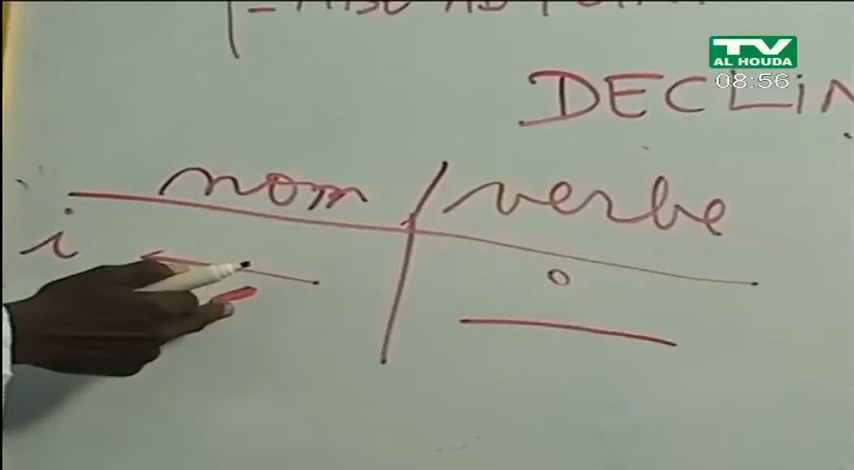 TV
AL HOUDA
08:56
DECLIN
nom / verbe
i
o